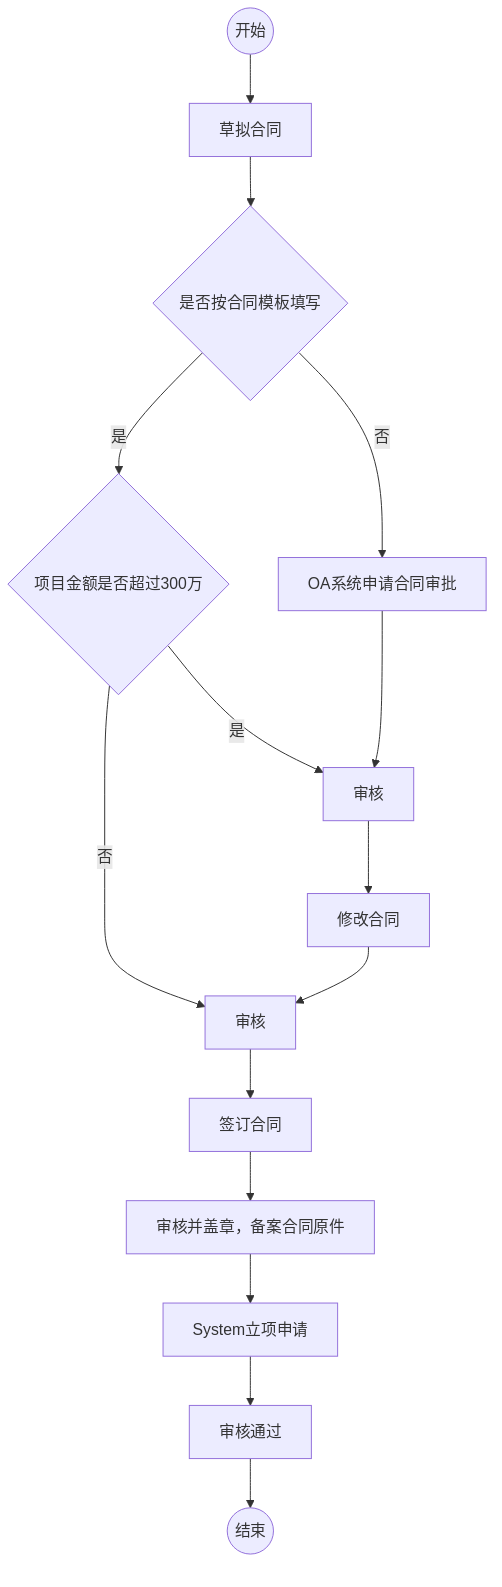 开始
草拟合同
是否按合同模板填写
是
否
项目金额是否超过300万
OA系统申请合同审批
是
审核
否
修改合同
审核
签订合同
审核并盖章，备案合同原件
System立项申请
审核通过
结束